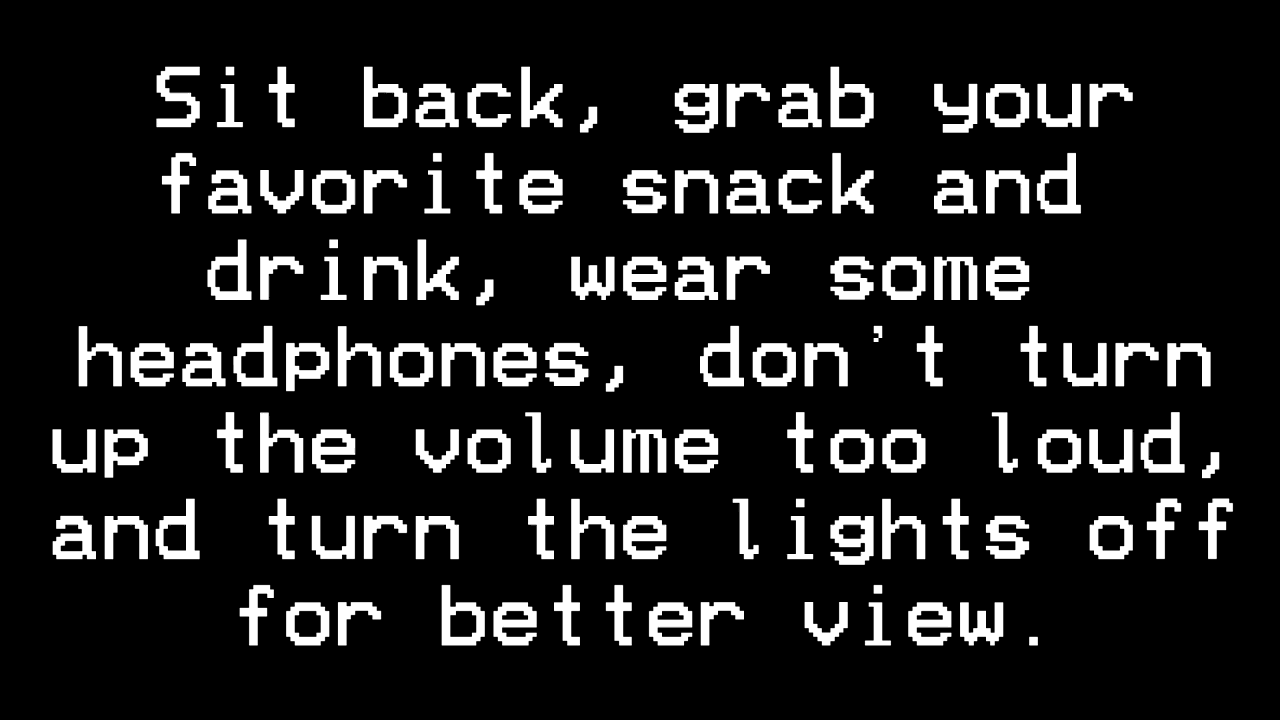 Sit back, grab your
favorite snack and
drink, wear some
headphones, don't turn
up the volume too loud,
and turn the lights off
for better view.